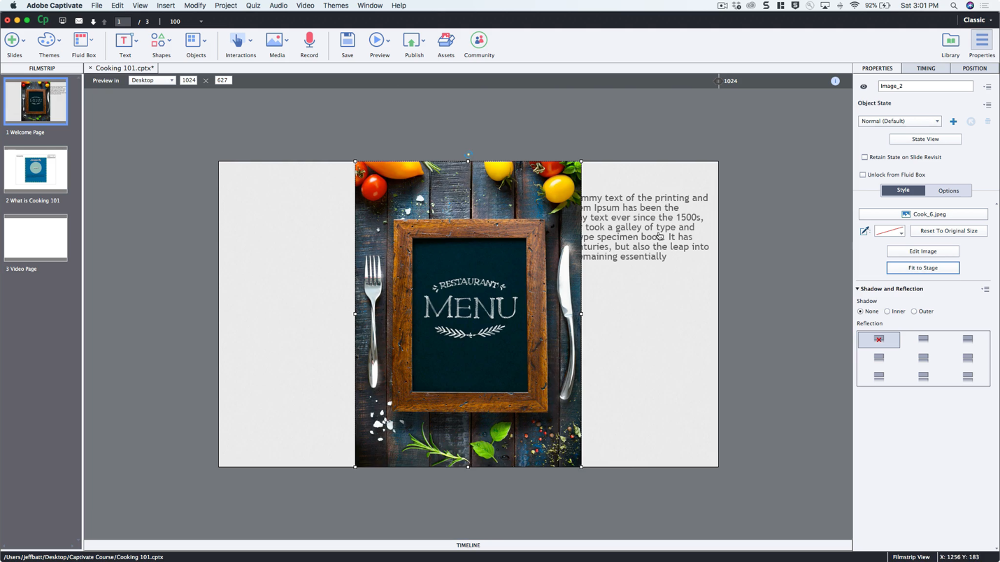 Adobe Captivate File Edit View Insert Modify Project Quiz Audio Video Themes Window Help
92% Sat 3:01 PM
Cp 1 / 3 100 Classic
Slides Themes Fluid Box Text Shapes Objects Interactions Media Record Save Preview Publish Assets Community Library Properties
FILMSTRIP
× Cooking 101.cptx*
PROPERTIES TIMING POSITION
Preview in Desktop 1024 × 627
1024
1 Welcome Page
2 What is Cooking 101
3 Video Page
mmy text of the printing and
em Ipsum has been the
y text ever since the 1500s,
r took a galley of type and
ype specimen book. It has
nturies, but also the leap into
emaining essentially
RESTAURANT
MENU
Image_2
Object State
Normal (Default)
State View
Retain State on Slide Revisit
Unlock from Fluid Box
Style Options
Cook_6.jpeg
Reset To Original Size
Edit Image
Fit to Stage
Shadow and Reflection
Shadow
None Inner Outer
Reflection
TIMELINE
/Users/jeffbatt/Desktop/Captivate Course/Cooking 101.cptx
Filmstrip View X: 1256 Y: 183